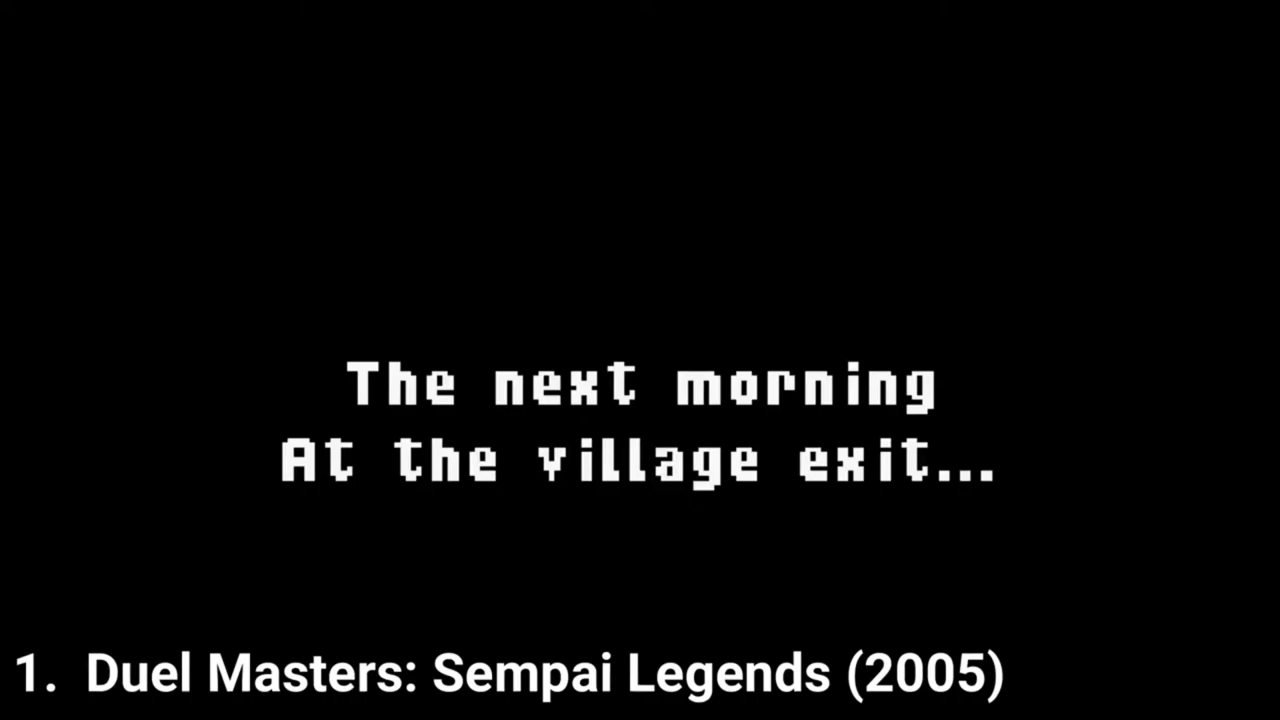 The next morning
At the village exit...
1. Duel Masters: Sempai Legends (2005)